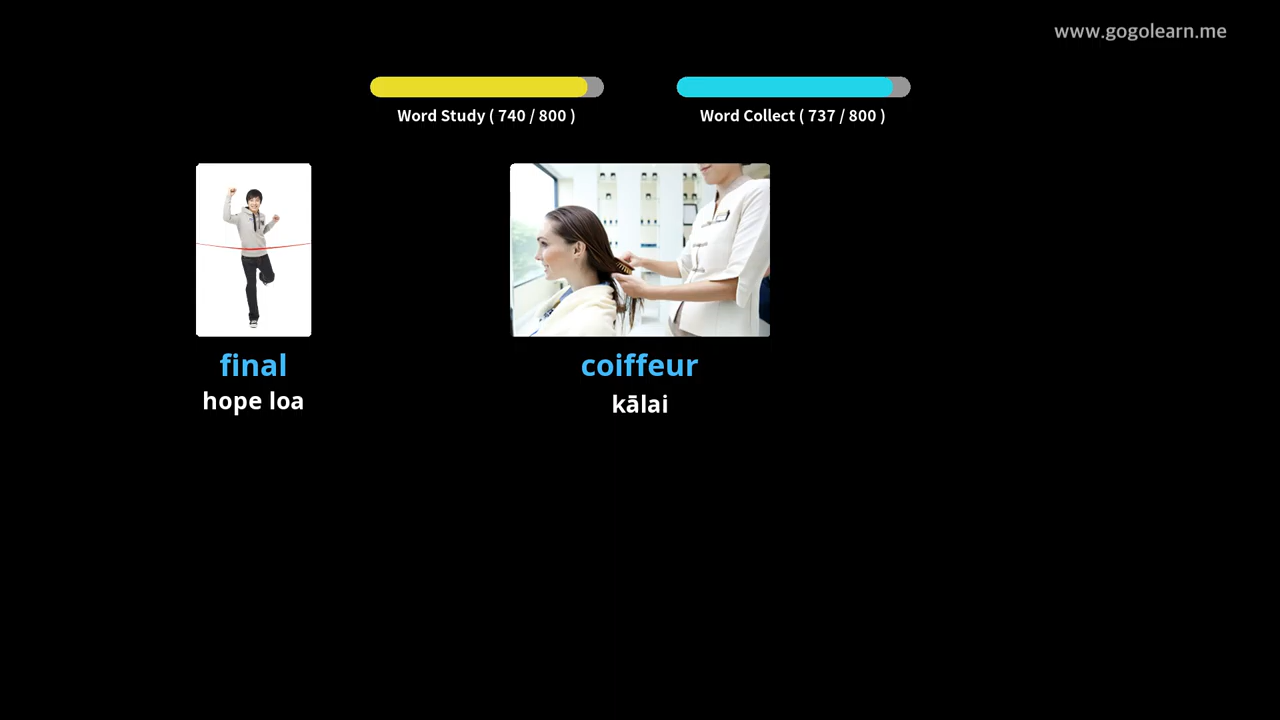 www.gogolearn.me
Word Study ( 740 / 800 )
Word Collect ( 737 / 800 )
final
hope loa
coiffeur
kālai